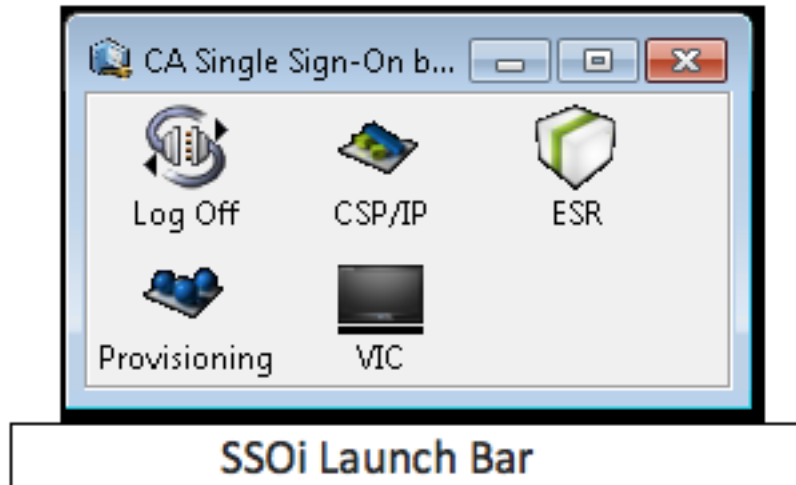 CA Single Sign-On b...
Log Off CSP/IP ESR
Provisioning VIC
SSOi Launch Bar